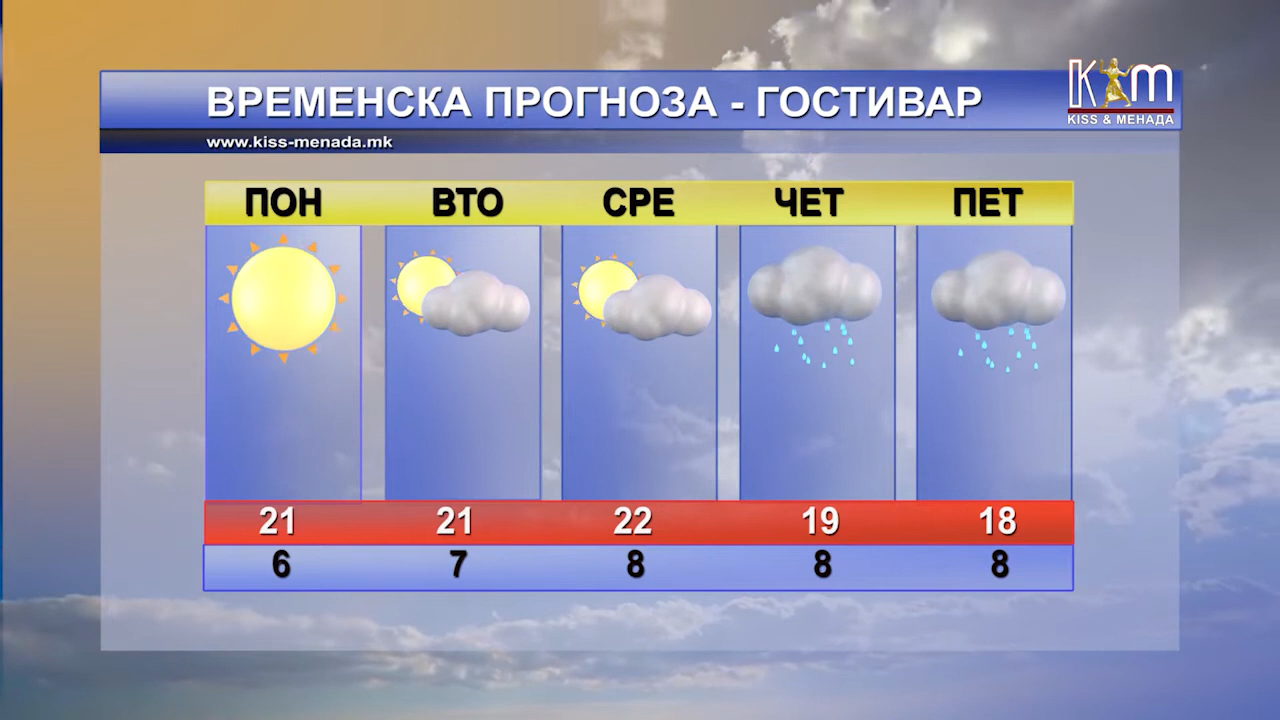 ВРЕМЕНСКА ПРОГНОЗА - ГОСТИВАР
KM
KISS & МЕНАДА
www.kiss-menada.mk
ПОН ВТО СРЕ ЧЕТ ПЕТ
21 21 22 19 18
6 7 8 8 8